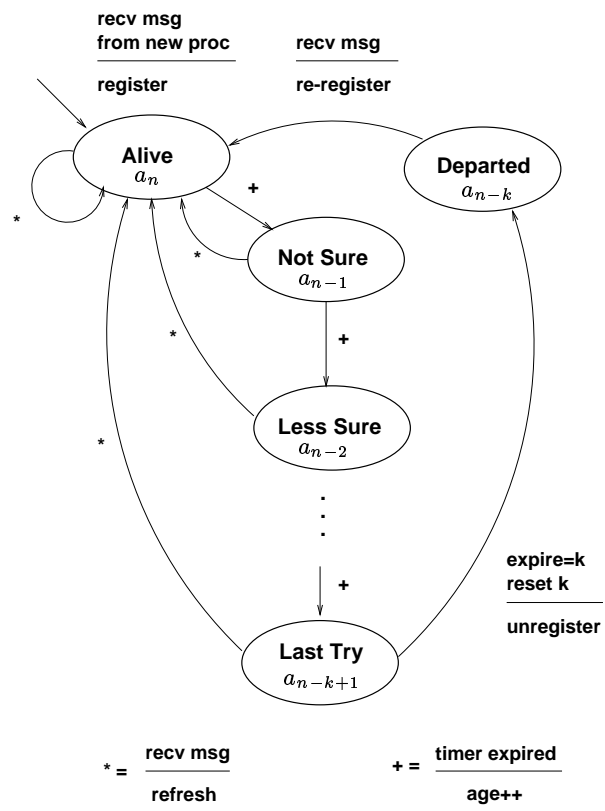 recv msg
from new proc
register
recv msg
re-register
Alive
a_n
Departed
a_{n-k}
+
*
Not Sure
a_{n-1}
*
+
*
Less Sure
a_{n-2}
*
.
.
.
+
expire=k
reset k
unregister
Last Try
a_{n-k+1}
* = recv msg
refresh
+ = timer expired
age++